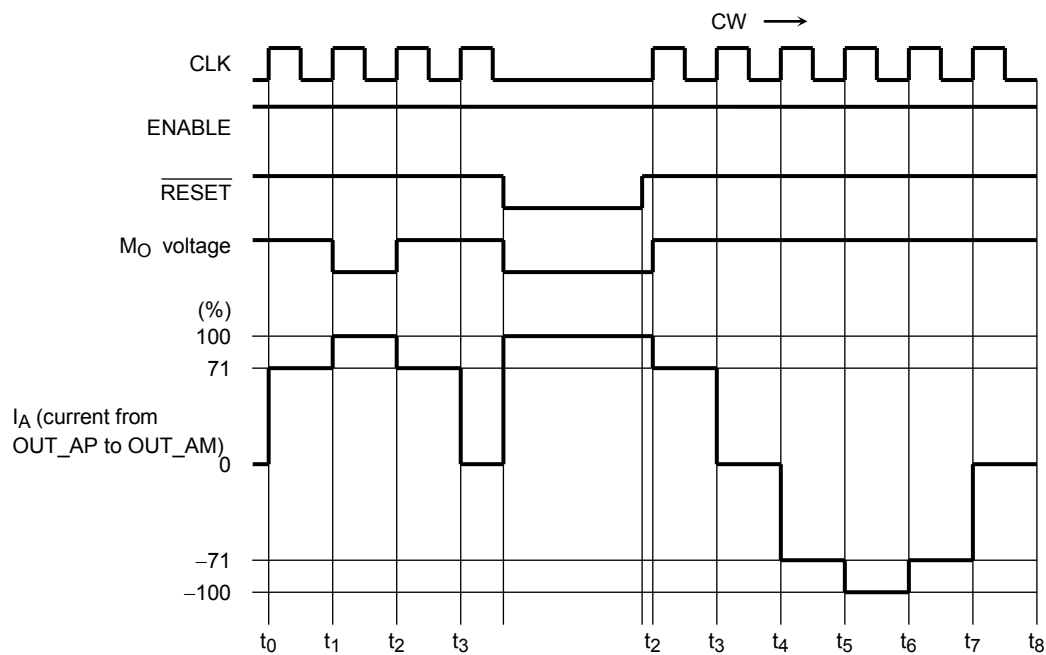 CW →
CLK
ENABLE
RESET
MO voltage
(%)
100
71
IA (current from
OUT_AP to OUT_AM)
0
−71
−100
t0 t1 t2 t3 t2 t3 t4 t5 t6 t7 t8